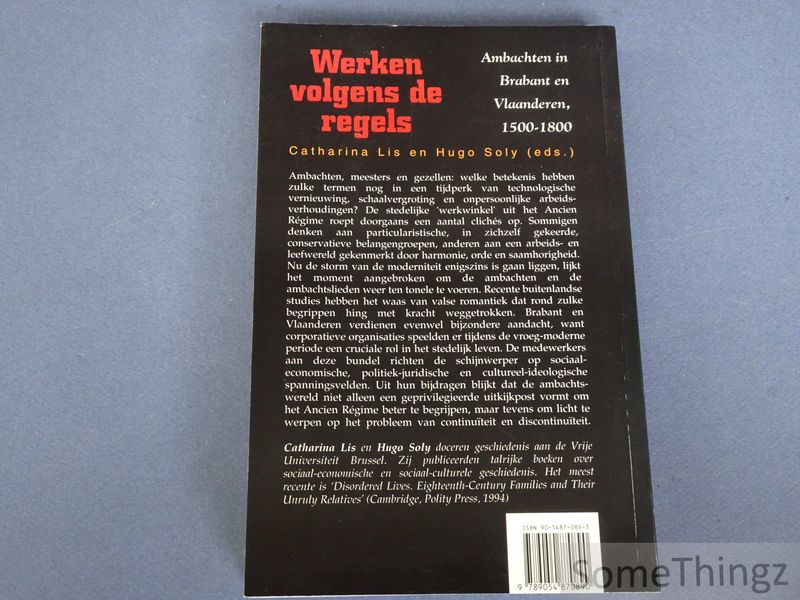 Werken
volgens de
regels
Ambachten in
Brabant en
Vlaanderen,
1500-1800
Catharina Lis en Hugo Soly (eds.)
Ambachten, meesters en gezellen: welke betekenis hebben
zulke termen nog in een tijdperk van technologische
vernieuwing, schaalvergroting en onpersoonlijke arbeids-
verhoudingen? De stedelijke 'werkwinkel' uit het Ancien
Régime roept doorgaans een aantal clichés op. Sommigen
denken aan particularistische, in zichzelf gekeerde,
conservatieve belangengroepen, anderen aan een arbeids- en
leefwereld gekenmerkt door harmonie, orde en saamhorigheid.
Nu de storm van de moderniteit enigszins is gaan liggen, lijkt
het moment aangebroken om de ambachten en de
ambachtslieden weer ten tonele te voeren. Recente buitenlandse
studies hebben het waas van valse romantiek dat rond zulke
begrippen hing met kracht weggetrokken. Brabant en
Vlaanderen verdienen evenwel bijzondere aandacht, want
corporatieve organisaties speelden er tijdens de vroeg-moderne
periode een cruciale rol in het stedelijk leven. De medewerkers
aan deze bundel richten de schijnwerper op sociaal-
economische, politiek-juridische en cultureel-ideologische
spanningsvelden. Uit hun bijdragen blijkt dat de ambachts-
wereld niet alleen een geprivilegieerde uitkijkpost vormt om
het Ancien Régime beter te begrijpen, maar tevens om licht te
werpen op het probleem van continuïteit en discontinuïteit.
Catharina Lis en Hugo Soly doceren geschiedenis aan de Vrije
Universiteit Brussel. Zij publiceerden talrijke boeken over
sociaal-economische en sociaal-culturele geschiedenis. Het meest
recente is 'Disordered Lives. Eighteenth-Century Families and Their
Unruly Relatives' (Cambridge, Polity Press, 1994)
ISBN 90-5487-089-3
9 789054 870890
SomeThingz